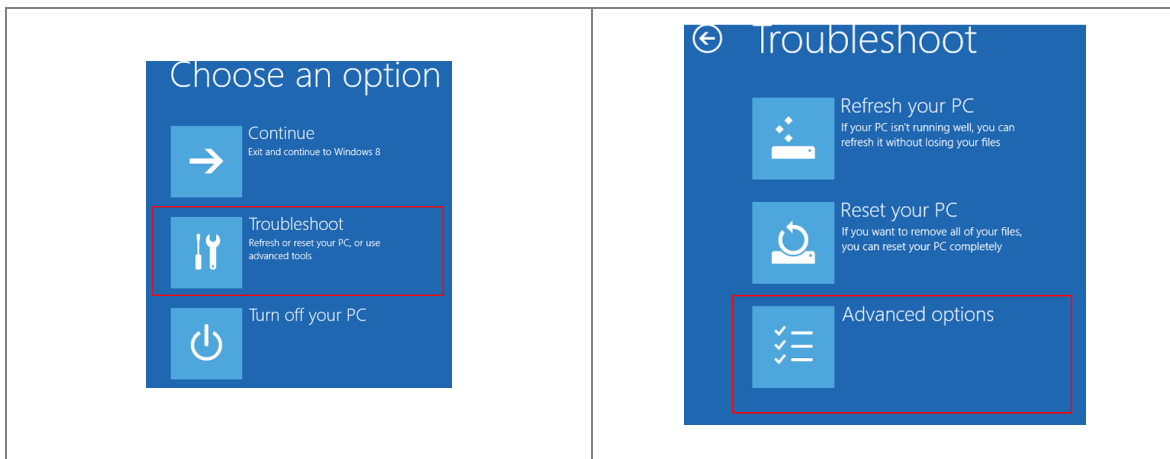 Choose an option
Continue
Exit and continue to Windows 8
Troubleshoot
Refresh or reset your PC, or use
advanced tools
Turn off your PC
Troubleshoot
Refresh your PC
If your PC isn't running well, you can
refresh it without losing your files
Reset your PC
If you want to remove all of your files,
you can reset your PC completely
Advanced options